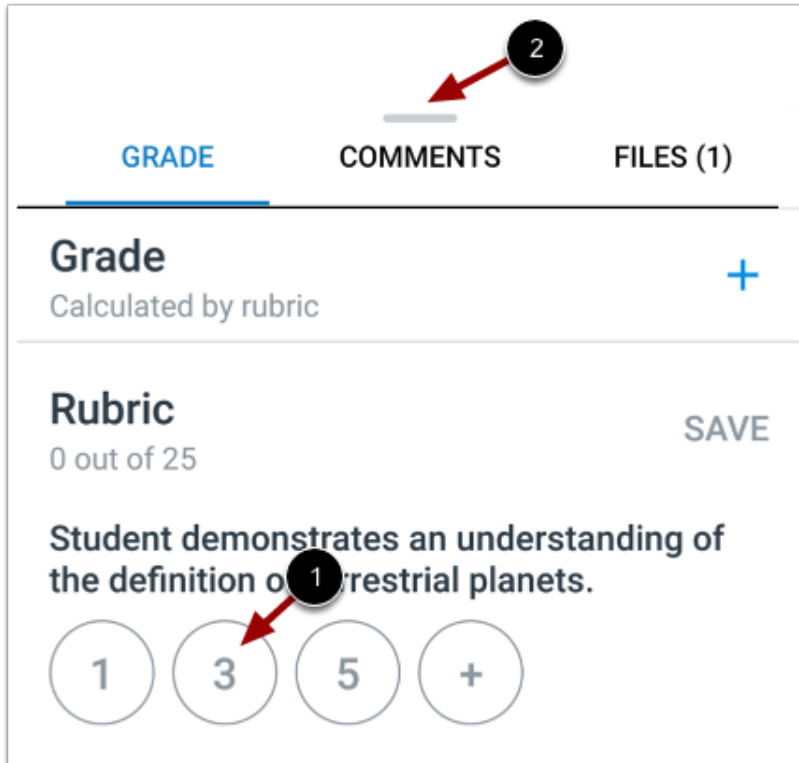 2
GRADE COMMENTS FILES (1)
Grade
+
Calculated by rubric
Rubric
SAVE
0 out of 25
Student demonstrates an understanding of
the definition o 1 rrestrial planets.
1 3 5 +